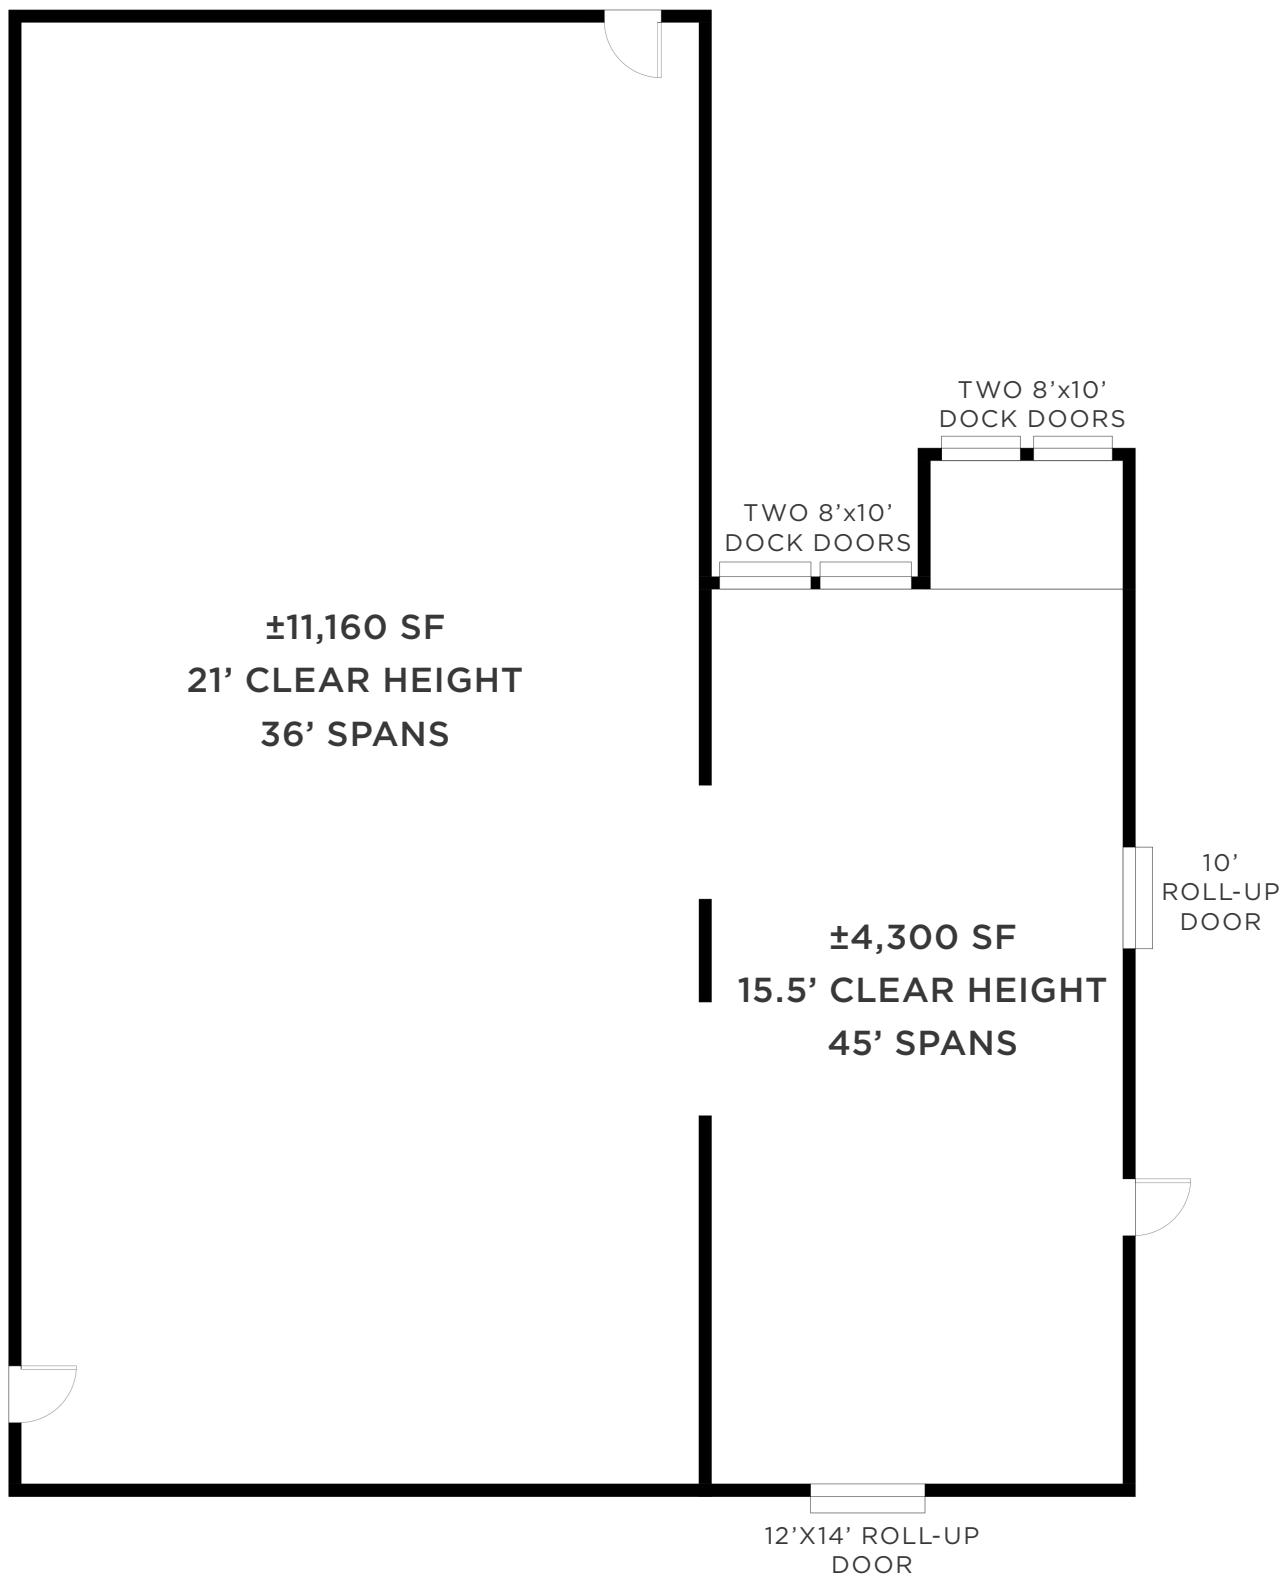 TWO 8’x10’
DOCK DOORS
TWO 8’x10’
DOCK DOORS
±11,160 SF
21’ CLEAR HEIGHT
36’ SPANS
10’
ROLL-UP
DOOR
±4,300 SF
15.5’ CLEAR HEIGHT
45’ SPANS
12’X14’ ROLL-UP
DOOR